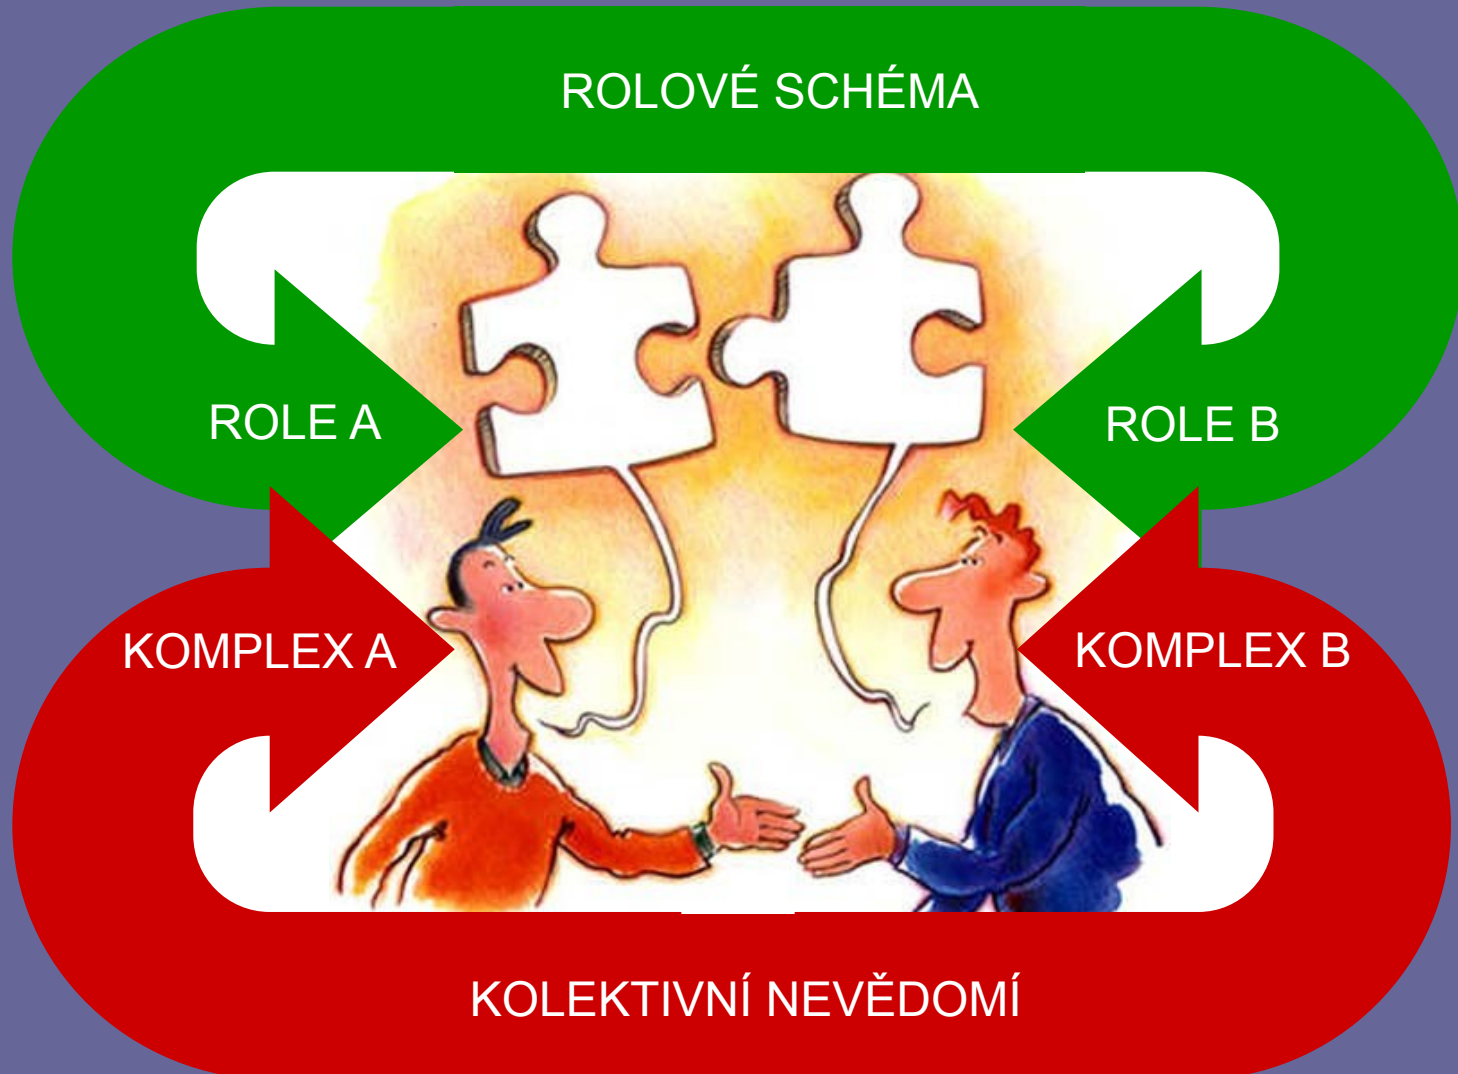 ROLOVÉ SCHÉMA
ROLE A
ROLE B
KOMPLEX A
KOMPLEX B
KOLEKTIVNÍ NEVĚDOMÍ